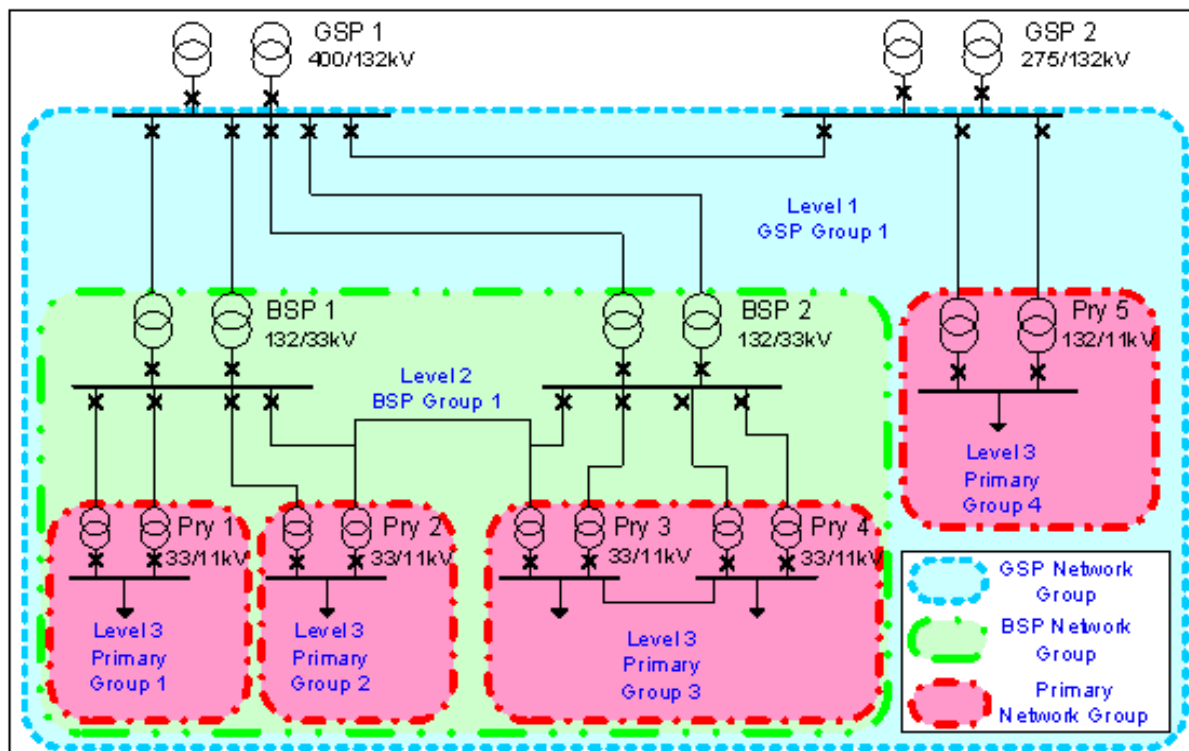 GSP 1
400/132kV
GSP 2
275/132kV
Level 1
GSP Group 1
BSP 1
132/33kV
BSP 2
132/33kV
Pry 5
132/11kV
Level 2
BSP Group 1
Level 3
Primary
Group 4
Pry 1
33/11kV
Pry 2
33/11kV
Pry 3
33/11kV
Pry 4
33/11kV
Level 3
Primary
Group 1
Level 3
Primary
Group 2
Level 3
Primary
Group 3
GSP Network
Group
BSP Network
Group
Primary
Network Group